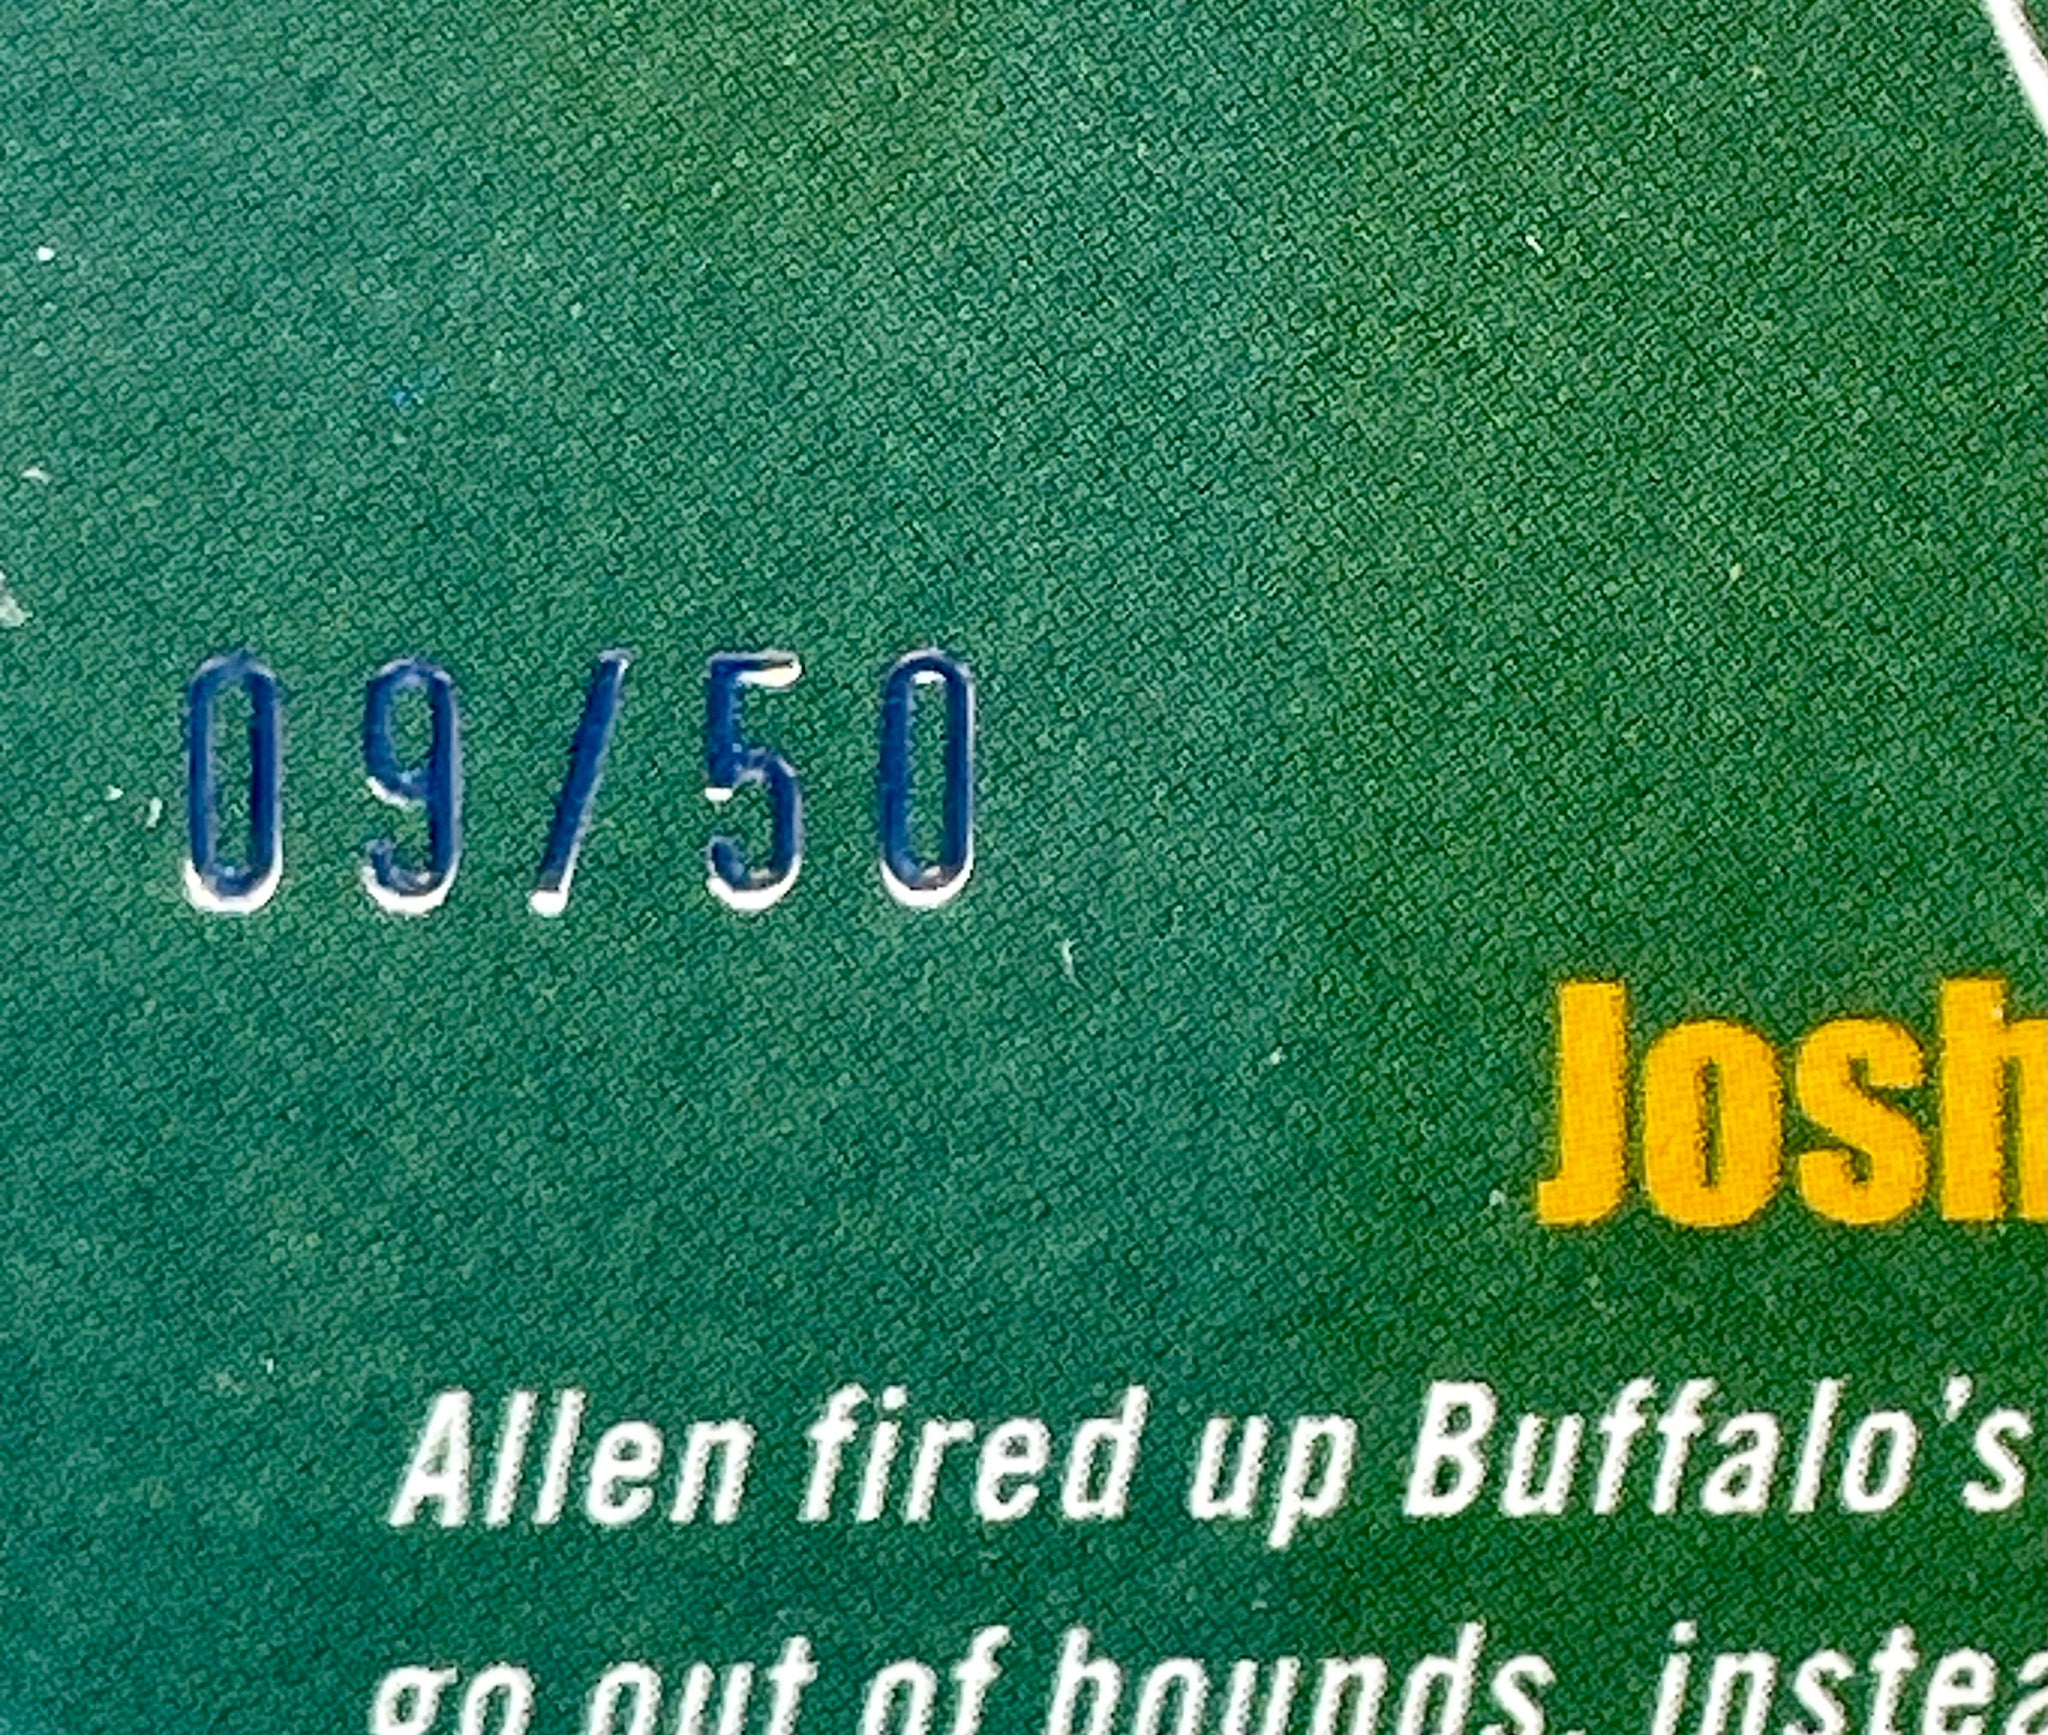 09/50
Josh
Allen fired up Buffalo's
go out of bounds, instea